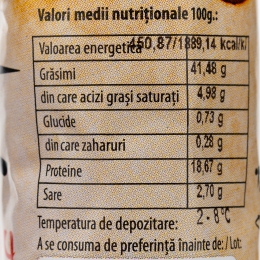 Valori medii nutriționale 100g.:
Valoarea energetică 450,87/1889,14 kcal/kj
Grăsimi 41,48 g
din care acizi grași saturați 4,98 g
Glucide 0,73 g
din care zaharuri 0,28 g
Proteine 18,67 g
Sare 2,70 g
Temperatura de depozitare: 2-8°C
A se consuma de preferință înainte de: / Lot: